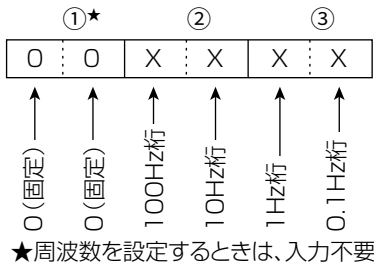 ①★ ② ③
0 0 X X X X
0(固定)
0(固定)
100Hz桁
10Hz桁
1Hz桁
0.1Hz桁
★周波数を設定するときは、入力不要